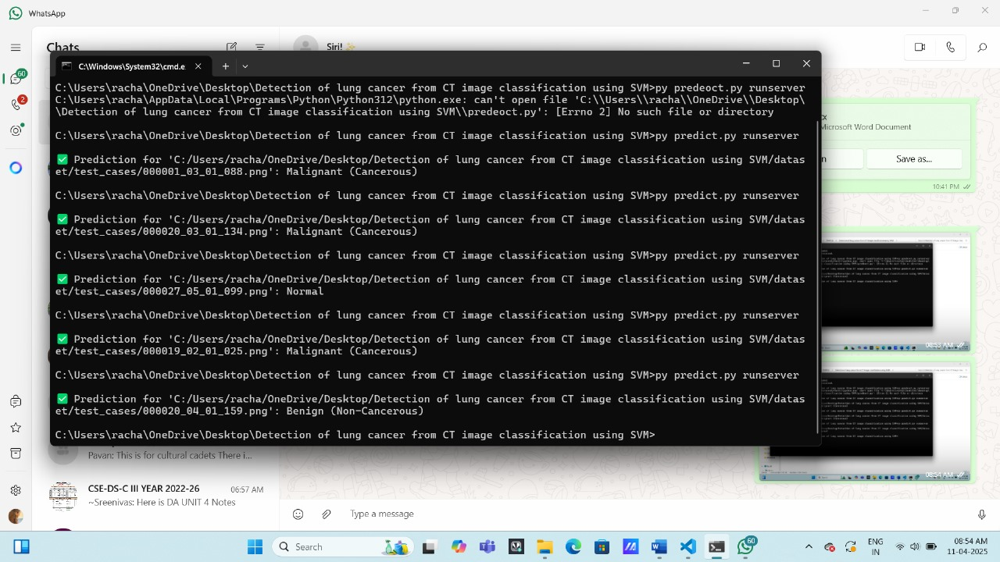 WhatsApp
Chats
Siri! ✨
C:\Windows\System32\cmd.e
C:\Users\racha\OneDrive\Desktop\Detection of lung cancer from CT image classification using SVM>py predeoct.py runserver
C:\Users\racha\AppData\Local\Programs\Python\Python312\python.exe: can't open file 'C:\\Users\\racha\\OneDrive\\Desktop\
\Detection of lung cancer from CT image classification using SVM\\predeoct.py': [Errno 2] No such file or directory
C:\Users\racha\OneDrive\Desktop\Detection of lung cancer from CT image classification using SVM>py predict.py runserver
✅ Prediction for 'C:/Users/racha/OneDrive/Desktop/Detection of lung cancer from CT image classification using SVM/datas
et/test_cases/000001_03_01_088.png': Malignant (Cancerous)
C:\Users\racha\OneDrive\Desktop\Detection of lung cancer from CT image classification using SVM>py predict.py runserver
✅ Prediction for 'C:/Users/racha/OneDrive/Desktop/Detection of lung cancer from CT image classification using SVM/datas
et/test_cases/000020_03_01_134.png': Malignant (Cancerous)
C:\Users\racha\OneDrive\Desktop\Detection of lung cancer from CT image classification using SVM>py predict.py runserver
✅ Prediction for 'C:/Users/racha/OneDrive/Desktop/Detection of lung cancer from CT image classification using SVM/datas
et/test_cases/000027_04_01_089.png': Normal
C:\Users\racha\OneDrive\Desktop\Detection of lung cancer from CT image classification using SVM>py predict.py runserver
✅ Prediction for 'C:/Users/racha/OneDrive/Desktop/Detection of lung cancer from CT image classification using SVM/datas
et/test_cases/000018_04_01_028.png': Normal
C:\Users\racha\OneDrive\Desktop\Detection of lung cancer from CT image classification using SVM>py predict.py runserver
✅ Prediction for 'C:/Users/racha/OneDrive/Desktop/Detection of lung cancer from CT image classification using SVM/datas
et/test_cases/000108_03_01_119.png': Malignant (Cancerous)
C:\Users\racha\OneDrive\Desktop\Detection of lung cancer from CT image classification using SVM>
Microsoft Word Document
Save as...
10:41 PM
08:53 AM
08:54 AM
60
2
This is for cultural codes There i...
CSE-DS-C III YEAR 2022-26
~Sreenivas: Here is DA UNIT 4 Notes
Type a message
Search
60
ENG
IN
08:54 AM
11-04-2025